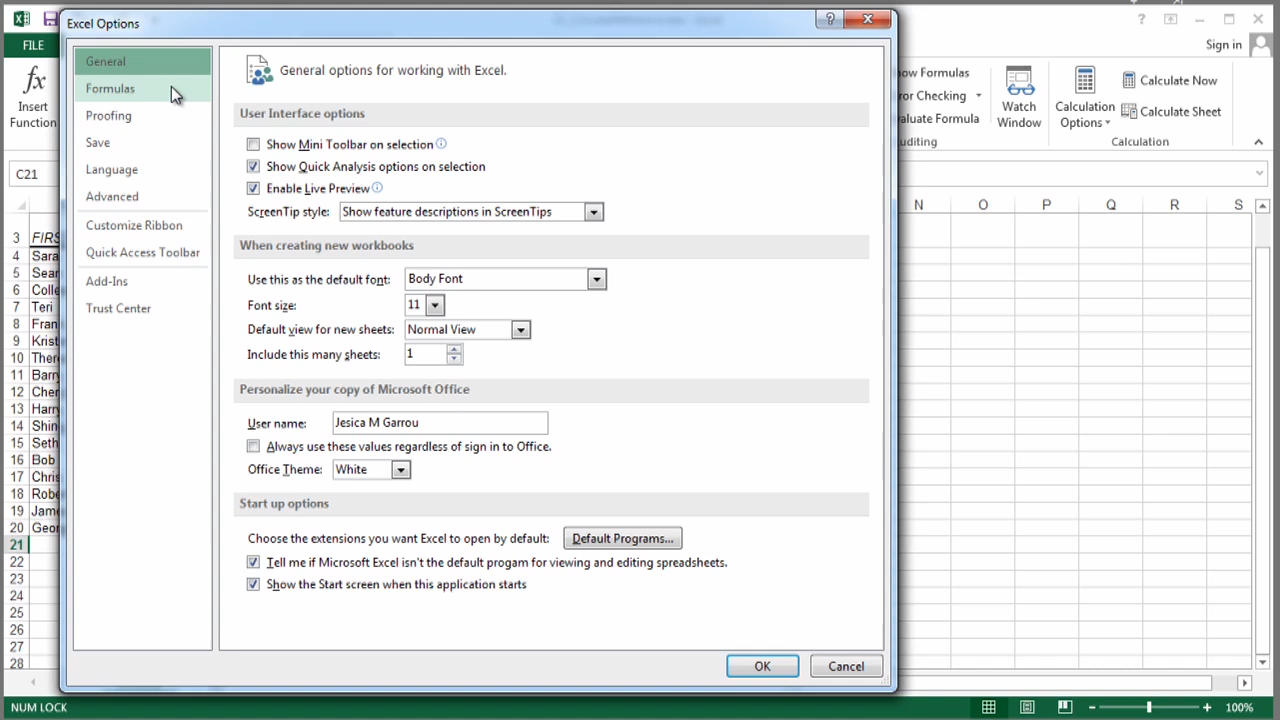 Excel Options
?
FILE
Sign in
Insert
Function
General
Formulas
Proofing
Save
Language
Advanced
Customize Ribbon
Quick Access Toolbar
Add-Ins
Trust Center
General options for working with Excel.
User Interface options
Show Mini Toolbar on selection
Show Quick Analysis options on selection
Enable Live Preview
ScreenTip style: Show feature descriptions in ScreenTips
When creating new workbooks
Use this as the default font: Body Font
Font size: 11
Default view for new sheets: Normal View
Include this many sheets: 1
Personalize your copy of Microsoft Office
User name: Jesica M Garrou
Always use these values regardless of sign in to Office.
Office Theme: White
Start up options
Choose the extensions you want Excel to open by default: Default Programs...
Tell me if Microsoft Excel isn't the default progam for viewing and editing spreadsheets.
Show the Start screen when this application starts
OK Cancel
ow Formulas
ror Checking
aluate Formula
uditing
Watch
Window
Calculation
Options
Calculate Now
Calculate Sheet
Calculation
C21
N O P Q R S
3 FIRS
4 Sara
5 Sean
6 Colle
7 Teri
8 Fran
9 Krist
10 Ther
11 Barry
12 Cher
13 Harry
14 Shin
15 Seth
16 Bob
17 Chris
18 Robe
19 Jame
20 Geor
21
22
23
24
25
26
27
28
NUM LOCK
100%